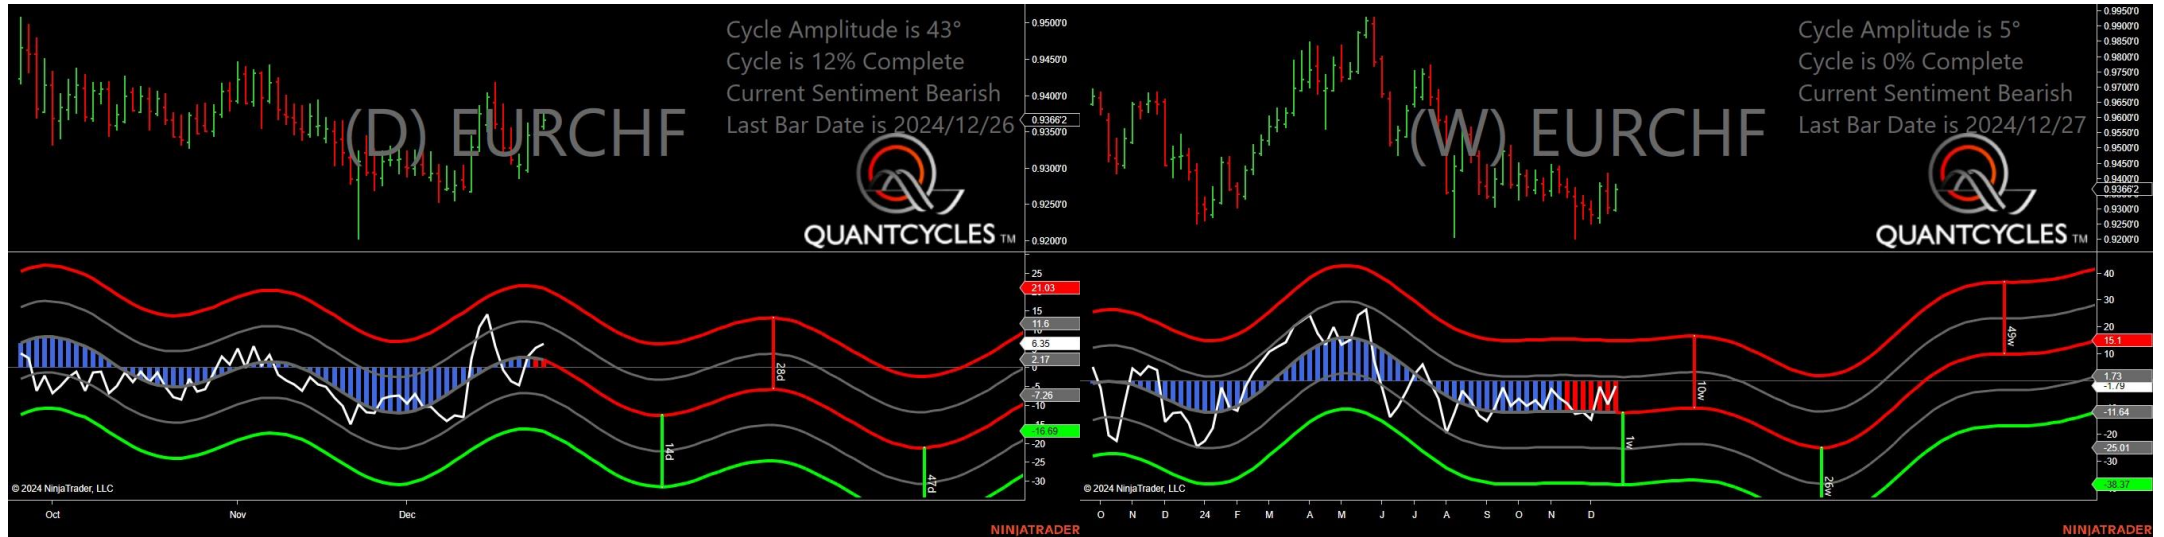 Cycle Amplitude is 43°
Cycle is 12% Complete
Current Sentiment Bearish
Last Bar Date is 2024/12/26
(D) EURCHF
QUANTCYCLES TM
0.9500'0
0.9450'0
0.9400'0
0.9366'2
0.9350'0
0.9300'0
0.9250'0
0.9200'0
25
21.03
15
11.6
10
6.35
2.17
0
-5
-7.26
-10
-16.69
-20
-25
-30
28d
14d
47d
© 2024 NinjaTrader, LLC
Oct Nov Dec
NINJATRADER
Cycle Amplitude is 5°
Cycle is 0% Complete
Current Sentiment Bearish
Last Bar Date is 2024/12/27
(W) EURCHF
QUANTCYCLES TM
0.9950'0
0.9900'0
0.9850'0
0.9800'0
0.9750'0
0.9700'0
0.9650'0
0.9600'0
0.9550'0
0.9500'0
0.9450'0
0.9400'0
0.9366'2
0.9300'0
0.9250'0
0.9200'0
40
30
20
15.1
10
1.73
-1.79
-11.64
-20
-25.01
-30
-38.37
49w
10w
1w
26w
© 2024 NinjaTrader, LLC
O N D 24 F M A M J J A S O N D
NINJATRADER